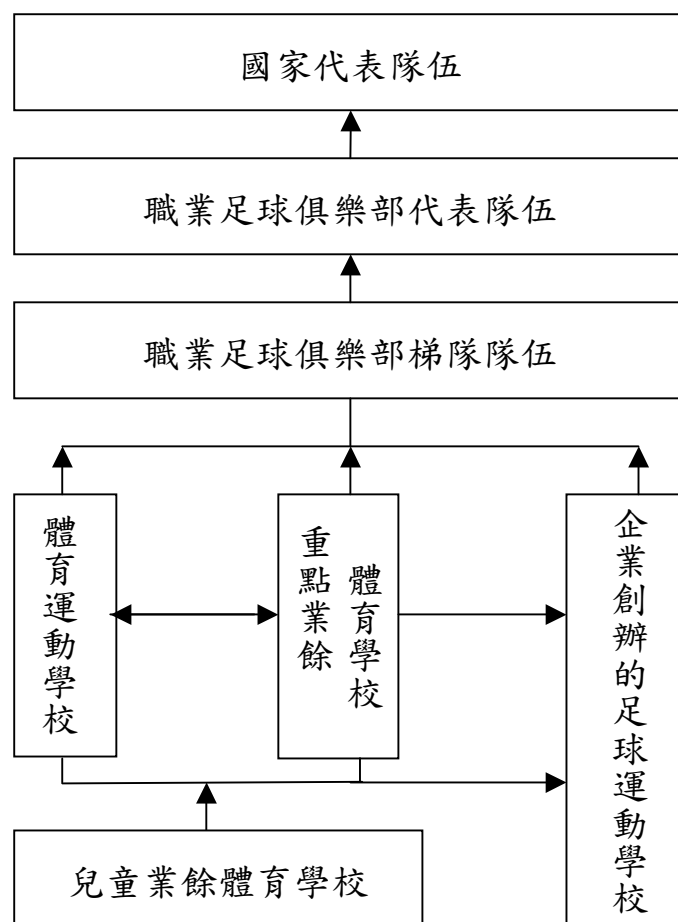 國家代表隊伍
職業足球俱樂部代表隊伍
職業足球俱樂部梯隊隊伍
體育運動學校
重點業餘
體育學校
企業創辦的足球運動學校
兒童業餘體育學校